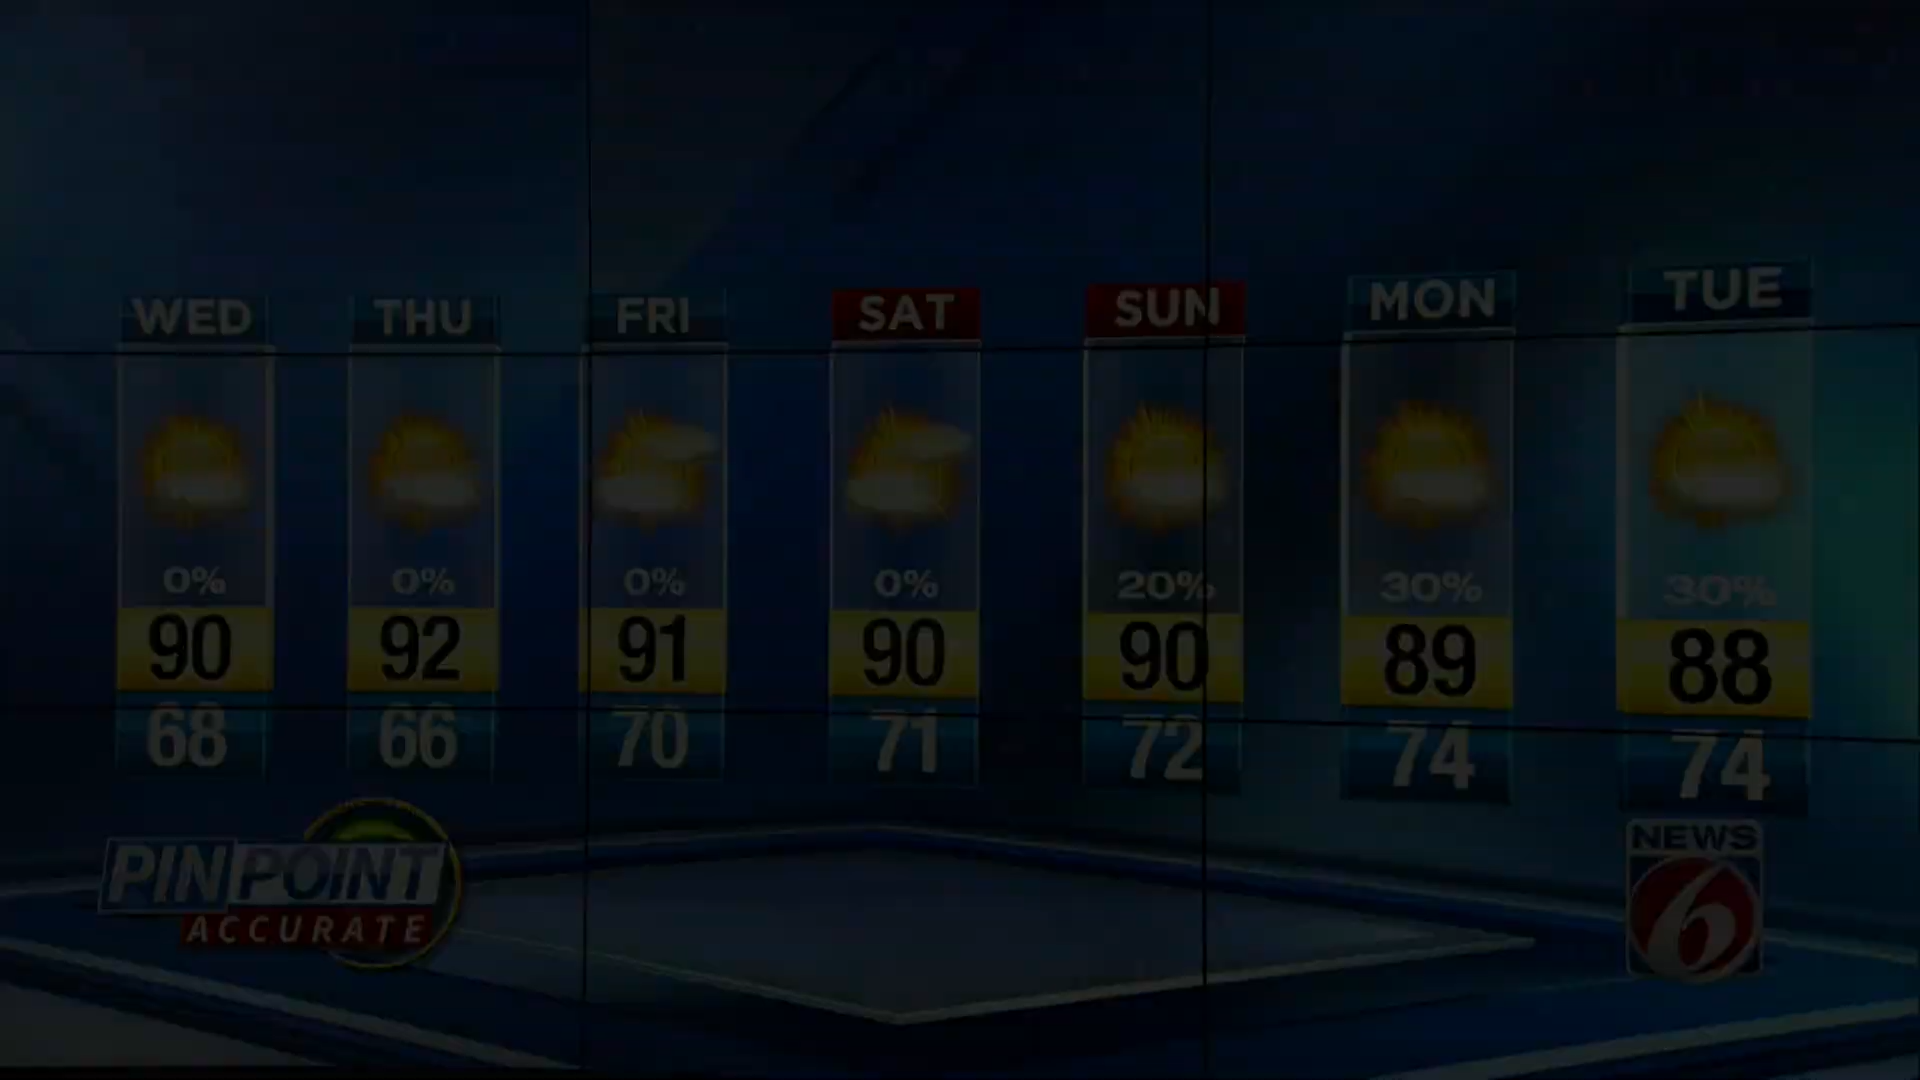 WED THU FRI SAT SUN MON TUE
0% 0% 0% 0% 20% 30% 30%
90 92 91 90 90 89 88
68 66 70 71 72 74 74
PINPOINT
ACCURATE
NEWS
6